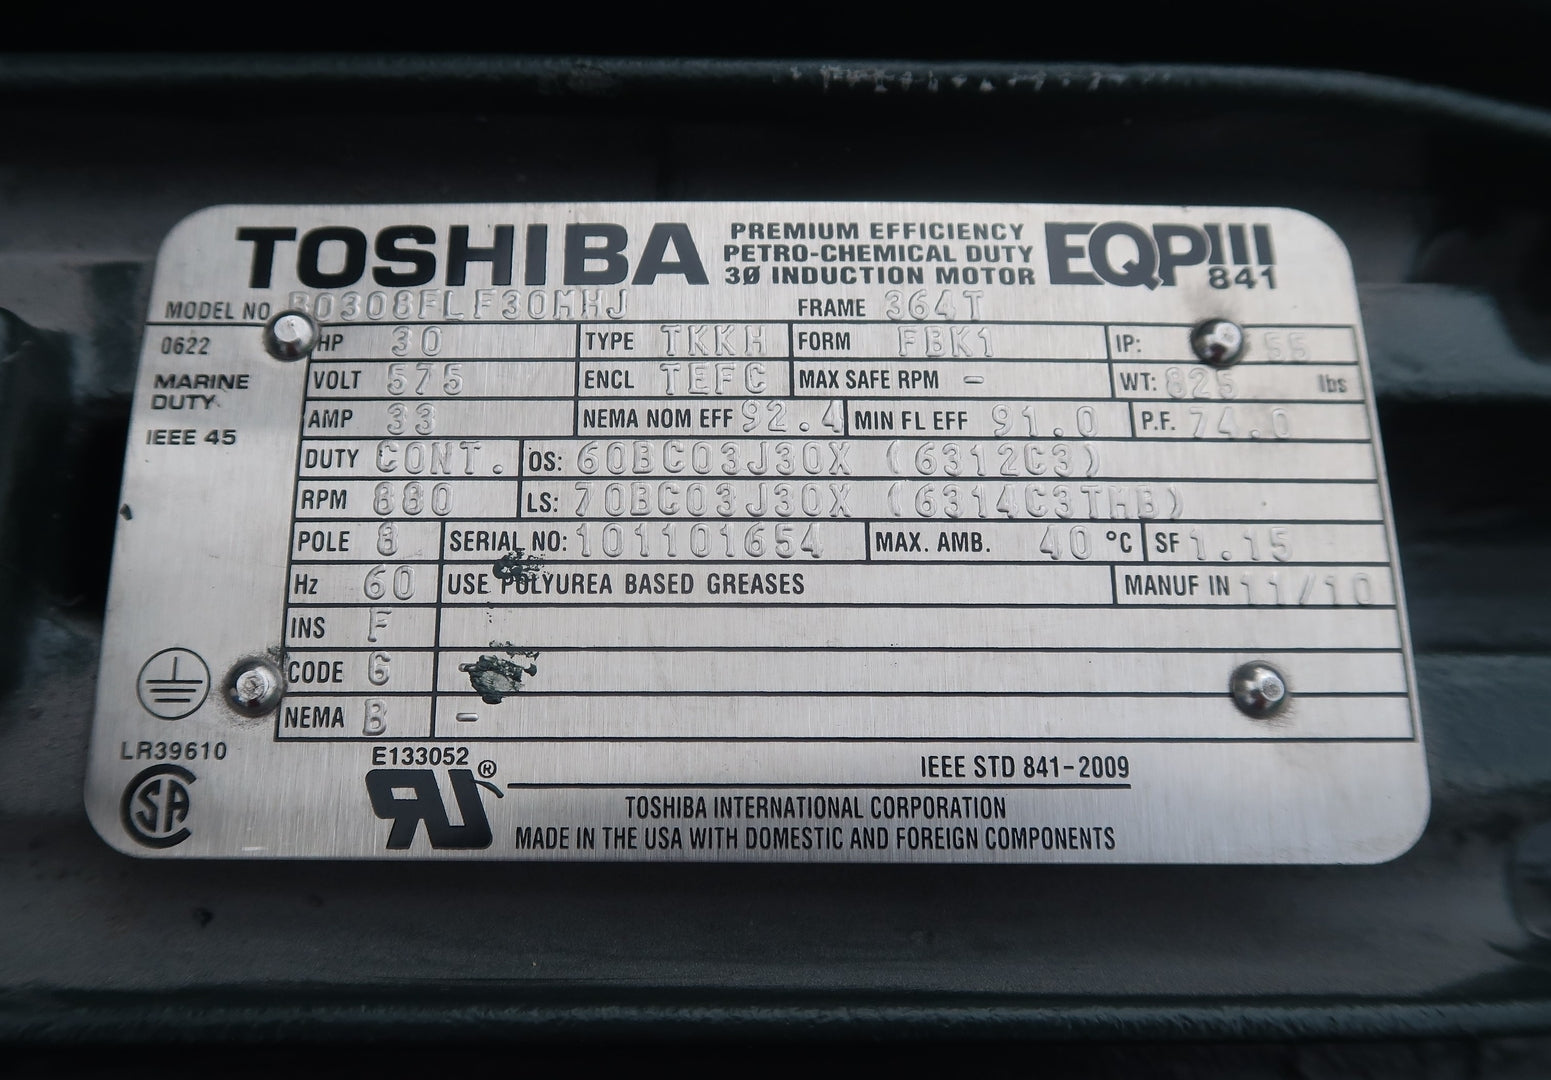 TOSHIBA PREMIUM EFFICIENCY PETRO-CHEMICAL DUTY 3Ø INDUCTION MOTOR EQPIII 841
MODEL NO B0308FLF30MHJ FRAME 364T
0622 HP 30 TYPE TKKH FORM FBK1 IP: 55
MARINE DUTY VOLT 575 ENCL TEFC MAX SAFE RPM - WT: 825 lbs
IEEE 45 AMP 33 NEMA NOM EFF 92.4 MIN FL EFF 91.0 P.F. 74.0
DUTY CONT. OS: 60BC03J30X (6312C3)
RPM 880 LS: 70BC03J30X (6314C3THB)
POLE 8 SERIAL NO: 101101654 MAX. AMB. 40 °C SF 1.15
Hz 60 USE POLYUREA BASED GREASES MANUF IN 11/10
INS F
CODE G
NEMA B -
LR39610 E133052 IEEE STD 841-2009
SA RU ®
TOSHIBA INTERNATIONAL CORPORATION
MADE IN THE USA WITH DOMESTIC AND FOREIGN COMPONENTS